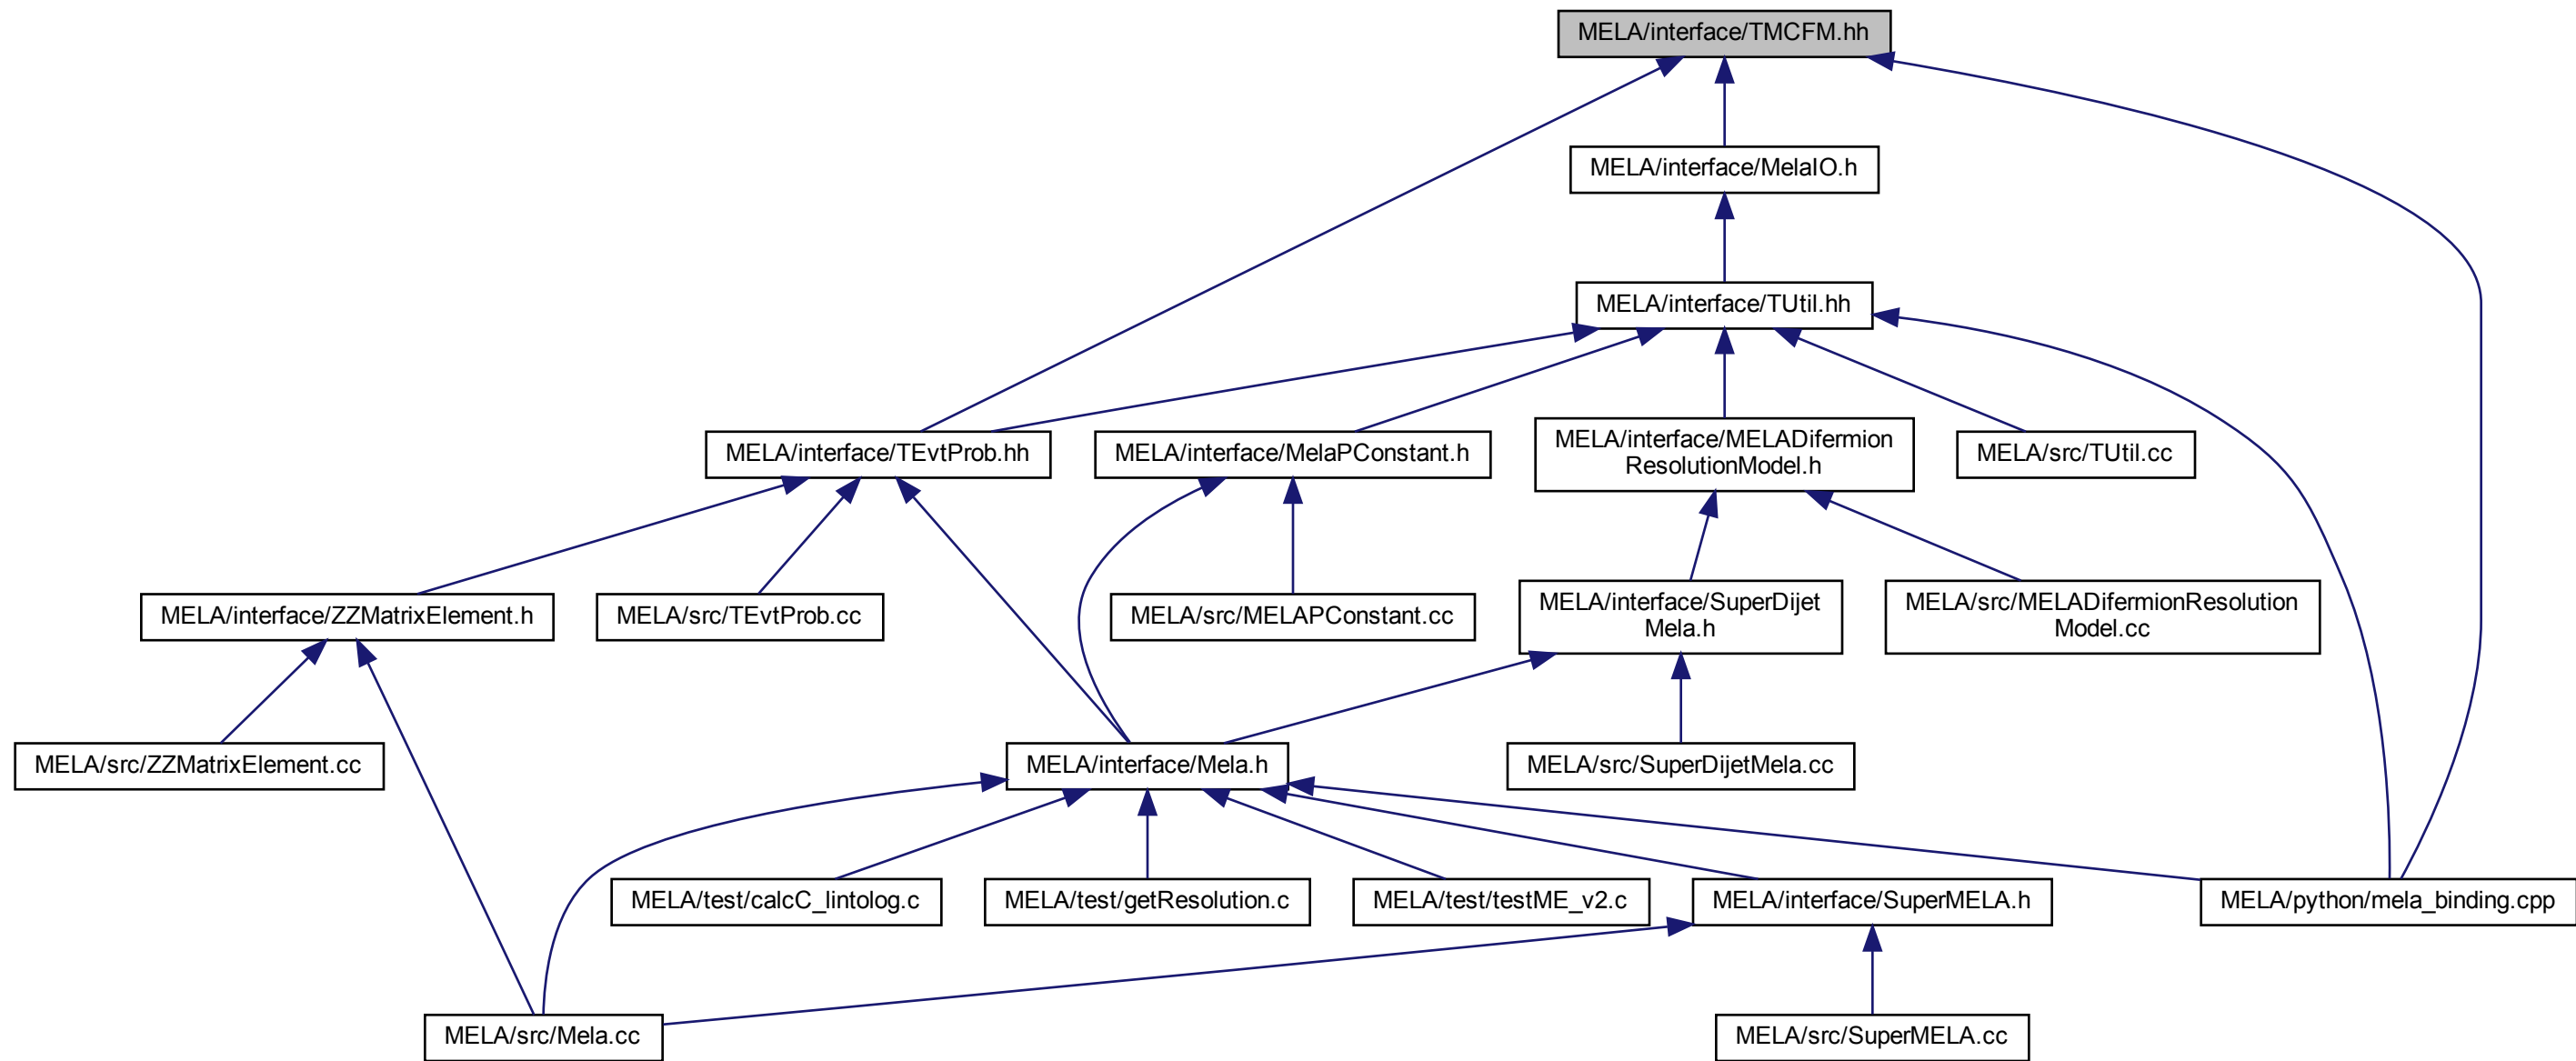 MELA/interface/TMCFM.hh
MELA/interface/MelaIO.h
MELA/interface/TUtil.hh
MELA/interface/TEvtProb.hh
MELA/interface/MelaPConstant.h
MELA/interface/MELADifermion
ResolutionModel.h
MELA/src/TUtil.cc
MELA/interface/ZZMatrixElement.h
MELA/src/TEvtProb.cc
MELA/src/MELAPConstant.cc
MELA/interface/SuperDijet
Mela.h
MELA/src/MELADifermionResolution
Model.cc
MELA/src/ZZMatrixElement.cc
MELA/interface/Mela.h
MELA/src/SuperDijetMela.cc
MELA/test/calcC_lintolog.c
MELA/test/getResolution.c
MELA/test/testME_v2.c
MELA/interface/SuperMELA.h
MELA/python/mela_binding.cpp
MELA/src/Mela.cc
MELA/src/SuperMELA.cc